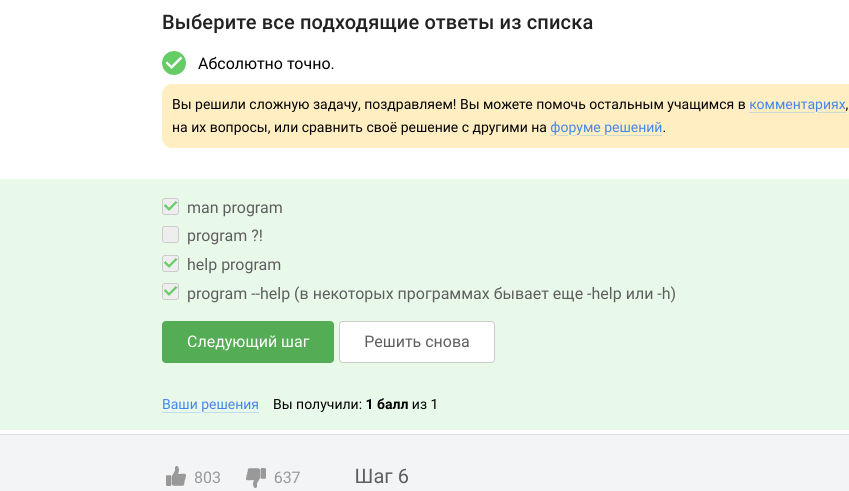 Выберите все подходящие ответы из списка
Абсолютно точно.
Вы решили сложную задачу, поздравляем! Вы можете помочь остальным учащимся в комментариях,
на их вопросы, или сравнить своё решение с другими на форуме решений.
man program
program ?!
help program
program --help (в некоторых программах бывает еще -help или -h)
Следующий шаг Решить снова
Ваши решения Вы получили: 1 балл из 1
803 637 Шаг 6